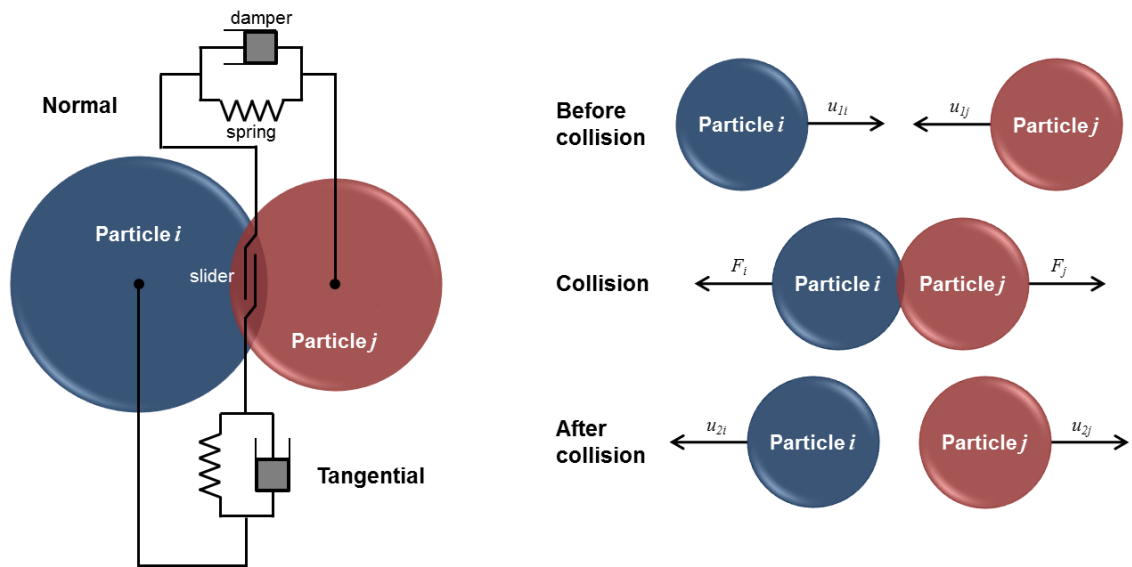 damper
Normal
spring
Particle i
slider
Particle j
Tangential
Before
collision
Particle i
u1i
u1j
Particle j
Collision
Fi
Particle i
Particle j
Fj
After
collision
u2i
Particle i
Particle j
u2j